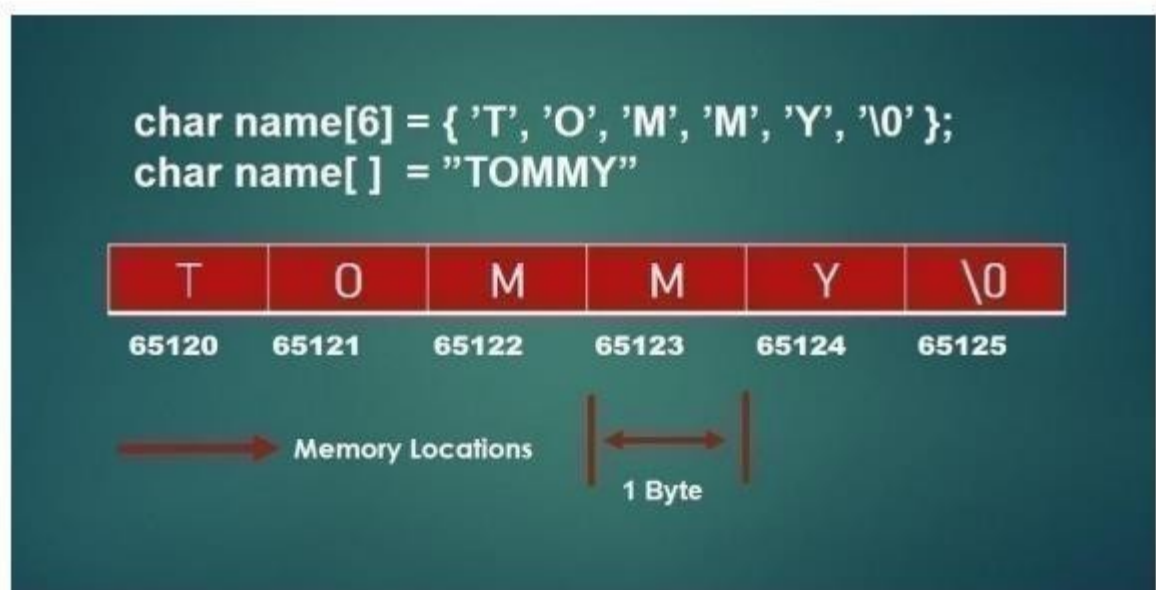 char name[6] = { ’T’, ’O’, ’M’, ’M’, ’Y’, ’\0’ };
char name[ ] = ”TOMMY”
T O M M Y \0
65120 65121 65122 65123 65124 65125
Memory Locations
1 Byte